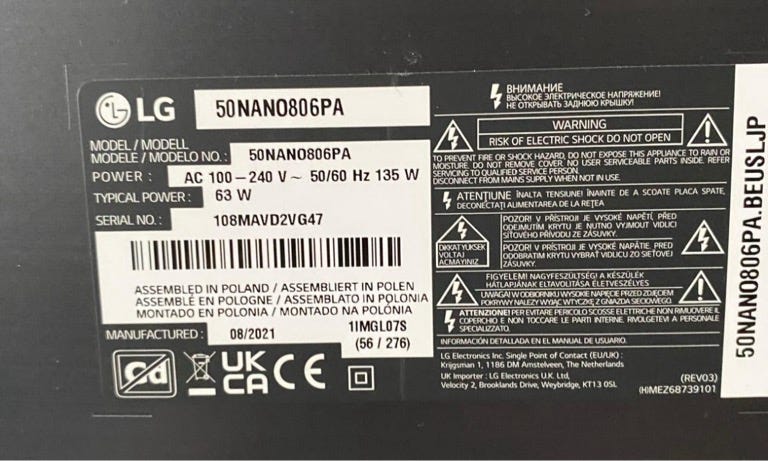 LG 50NANO806PA
MODEL / MODELL
MODELE / MODELO NO.: 50NANO806PA
POWER : AC 100-240 V ~ 50/60 Hz 135 W
TYPICAL POWER : 63 W
SERIAL NO. : 108MAVD2VG47
ASSEMBLED IN POLAND / ASSEMBLIERT IN POLEN
ASSEMBLÉ EN POLOGNE / ASSEMBLATO IN POLONIA
MONTADO EN POLONIA / MONTADO NA POLÓNIA
MANUFACTURED : 08/2021 1IMGL07S
(56 / 276)
Cd
UK
CA CE
ВНИМАНИЕ
ВЫСОКОЕ ЭЛЕКТРИЧЕСКОЕ НАПРЯЖЕНИЕ!
НЕ ОТКРЫВАТЬ ЗАДНЮЮ КРЫШКУ!
WARNING
RISK OF ELECTRIC SHOCK DO NOT OPEN
TO PREVENT FIRE OR SHOCK HAZARD, DO NOT EXPOSE THIS APPLIANCE TO RAIN OR
MOISTURE. DO NOT REMOVE COVER. NO USER SERVICEABLE PARTS INSIDE. REFER
SERVICING TO QUALIFIED SERVICE PERSON.
DISCONNECT FROM MAINS SUPPLY WHEN NOT IN USE.
ATENŢIUNE ÎNALTA TENSIUNE! ÎNAINTE DE A SCOATE PLACA SPATE,
DECONECTAŢI ALIMENTAREA DE LA REŢEA
DIKKAT YUKSEK
VOLTAJ
ACMAYINIZ
POZOR! V PŘÍSTROJI JE VYSOKÉ NAPĚTÍ, PŘED
ODEJMUTÍM KRYTU JE NUTNO VYJMOUT VIDLICI
SÍŤOVÉHO PŘÍVODU ZE ZÁSUVKY.
POZOR! V PRÍSTROJI JE VYSOKÉ NAPÄTIE. PRED
ODOBRATIM KRYTU VYBRAT VIDLICU ZO SIEŤOVEJ
ZÁSUVKY.
FIGYELEM! NAGYFESZÜLTSÉG! A KÉSZÜLÉK
HÁTLAPJÁNAK ELTÁVOLÍTÁSA ÉLETVESZÉLYES!
UWAGA! W ODBIORNIKU WYSOKIE NAPIĘCIE PRZED ZDJĘCIEM
POKRYWY NALEŻY WYJĄĆ WTYCZKĘ Z GNIAZDA SIECIOWEGO.
ATTENZIONE! PER EVITARE PERICOLO SCOSSE ELETTRICHE NON RIMUOVERE IL
COPERCHIO E NON TOCCARE LE PARTI INTERNE. RIVOLGETEVI A PERSONALE
SPECIALIZZATO.
INFORMACIÓN DETALLADA EN EL MANUAL DE USUARIO.
LG Electronics Inc. Single Point of Contact (EU/UK) :
Krijgsman 1, 1186 DM Amstelveen, The Netherlands
UK Importer : LG Electronics U.K. Ltd,
Velocity 2, Brooklands Drive, Weybridge, KT13 0SL
(REV03)
(H)MEZ68739101
50NANO806PA.BEUSLJP